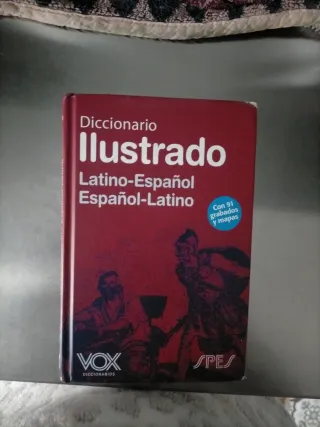 Diccionario
Ilustrado
Latino-Español
Español-Latino
Con 91
grabados
y mapas
VOX
DICCIONARIOS
SPES